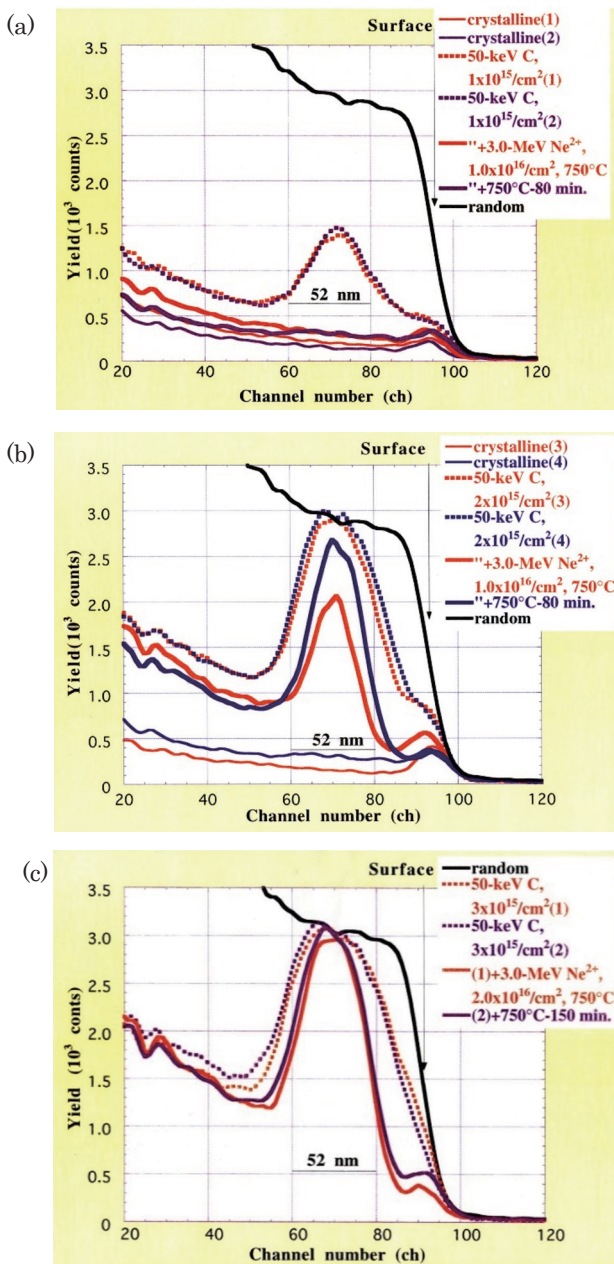 (a)
Surface
crystalline(1)
crystalline(2)
50-keV C,
1x10¹⁵/cm²(1)
50-keV C,
1x10¹⁵/cm²(2)
"+3.0-MeV Ne²⁺,
1.0x10¹⁶/cm², 750°C
"+750°C-80 min.
random
Yield(10³ counts)
3.5
3.0
2.5
2.0
1.5
1.0
0.5
0
52 nm
20 40 60 80 100 120
Channel number (ch)
(b)
Surface
crystalline(3)
crystalline(4)
50-keV C,
2x10¹⁵/cm²(3)
50-keV C,
2x10¹⁵/cm²(4)
"+3.0-MeV Ne²⁺,
1.0x10¹⁶/cm², 750°C
"+750°C-80 min.
random
Yield(10³ counts)
3.5
3.0
2.5
2.0
1.5
1.0
0.5
0
52 nm
20 40 60 80 100 120
Channel number (ch)
(c)
Surface
random
50-keV C,
3x10¹⁵/cm²(1)
50-keV C,
3x10¹⁵/cm²(2)
(1)+3.0-MeV Ne²⁺,
2.0x10¹⁶/cm², 750°C
(2)+750°C-150 min.
Yield (10³ conts)
3.5
3.0
2.5
2.0
1.5
1.0
0.5
0
52 nm
20 40 60 80 100 120
Channel number (ch)